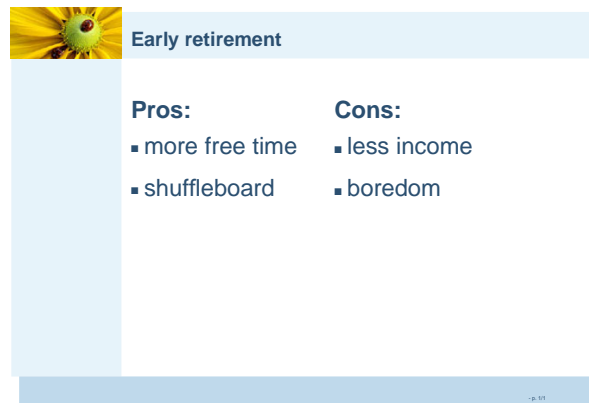 Early retirement
Pros:
▪ more free time
▪ shuffleboard
Cons:
▪ less income
▪ boredom
- p. 1/1